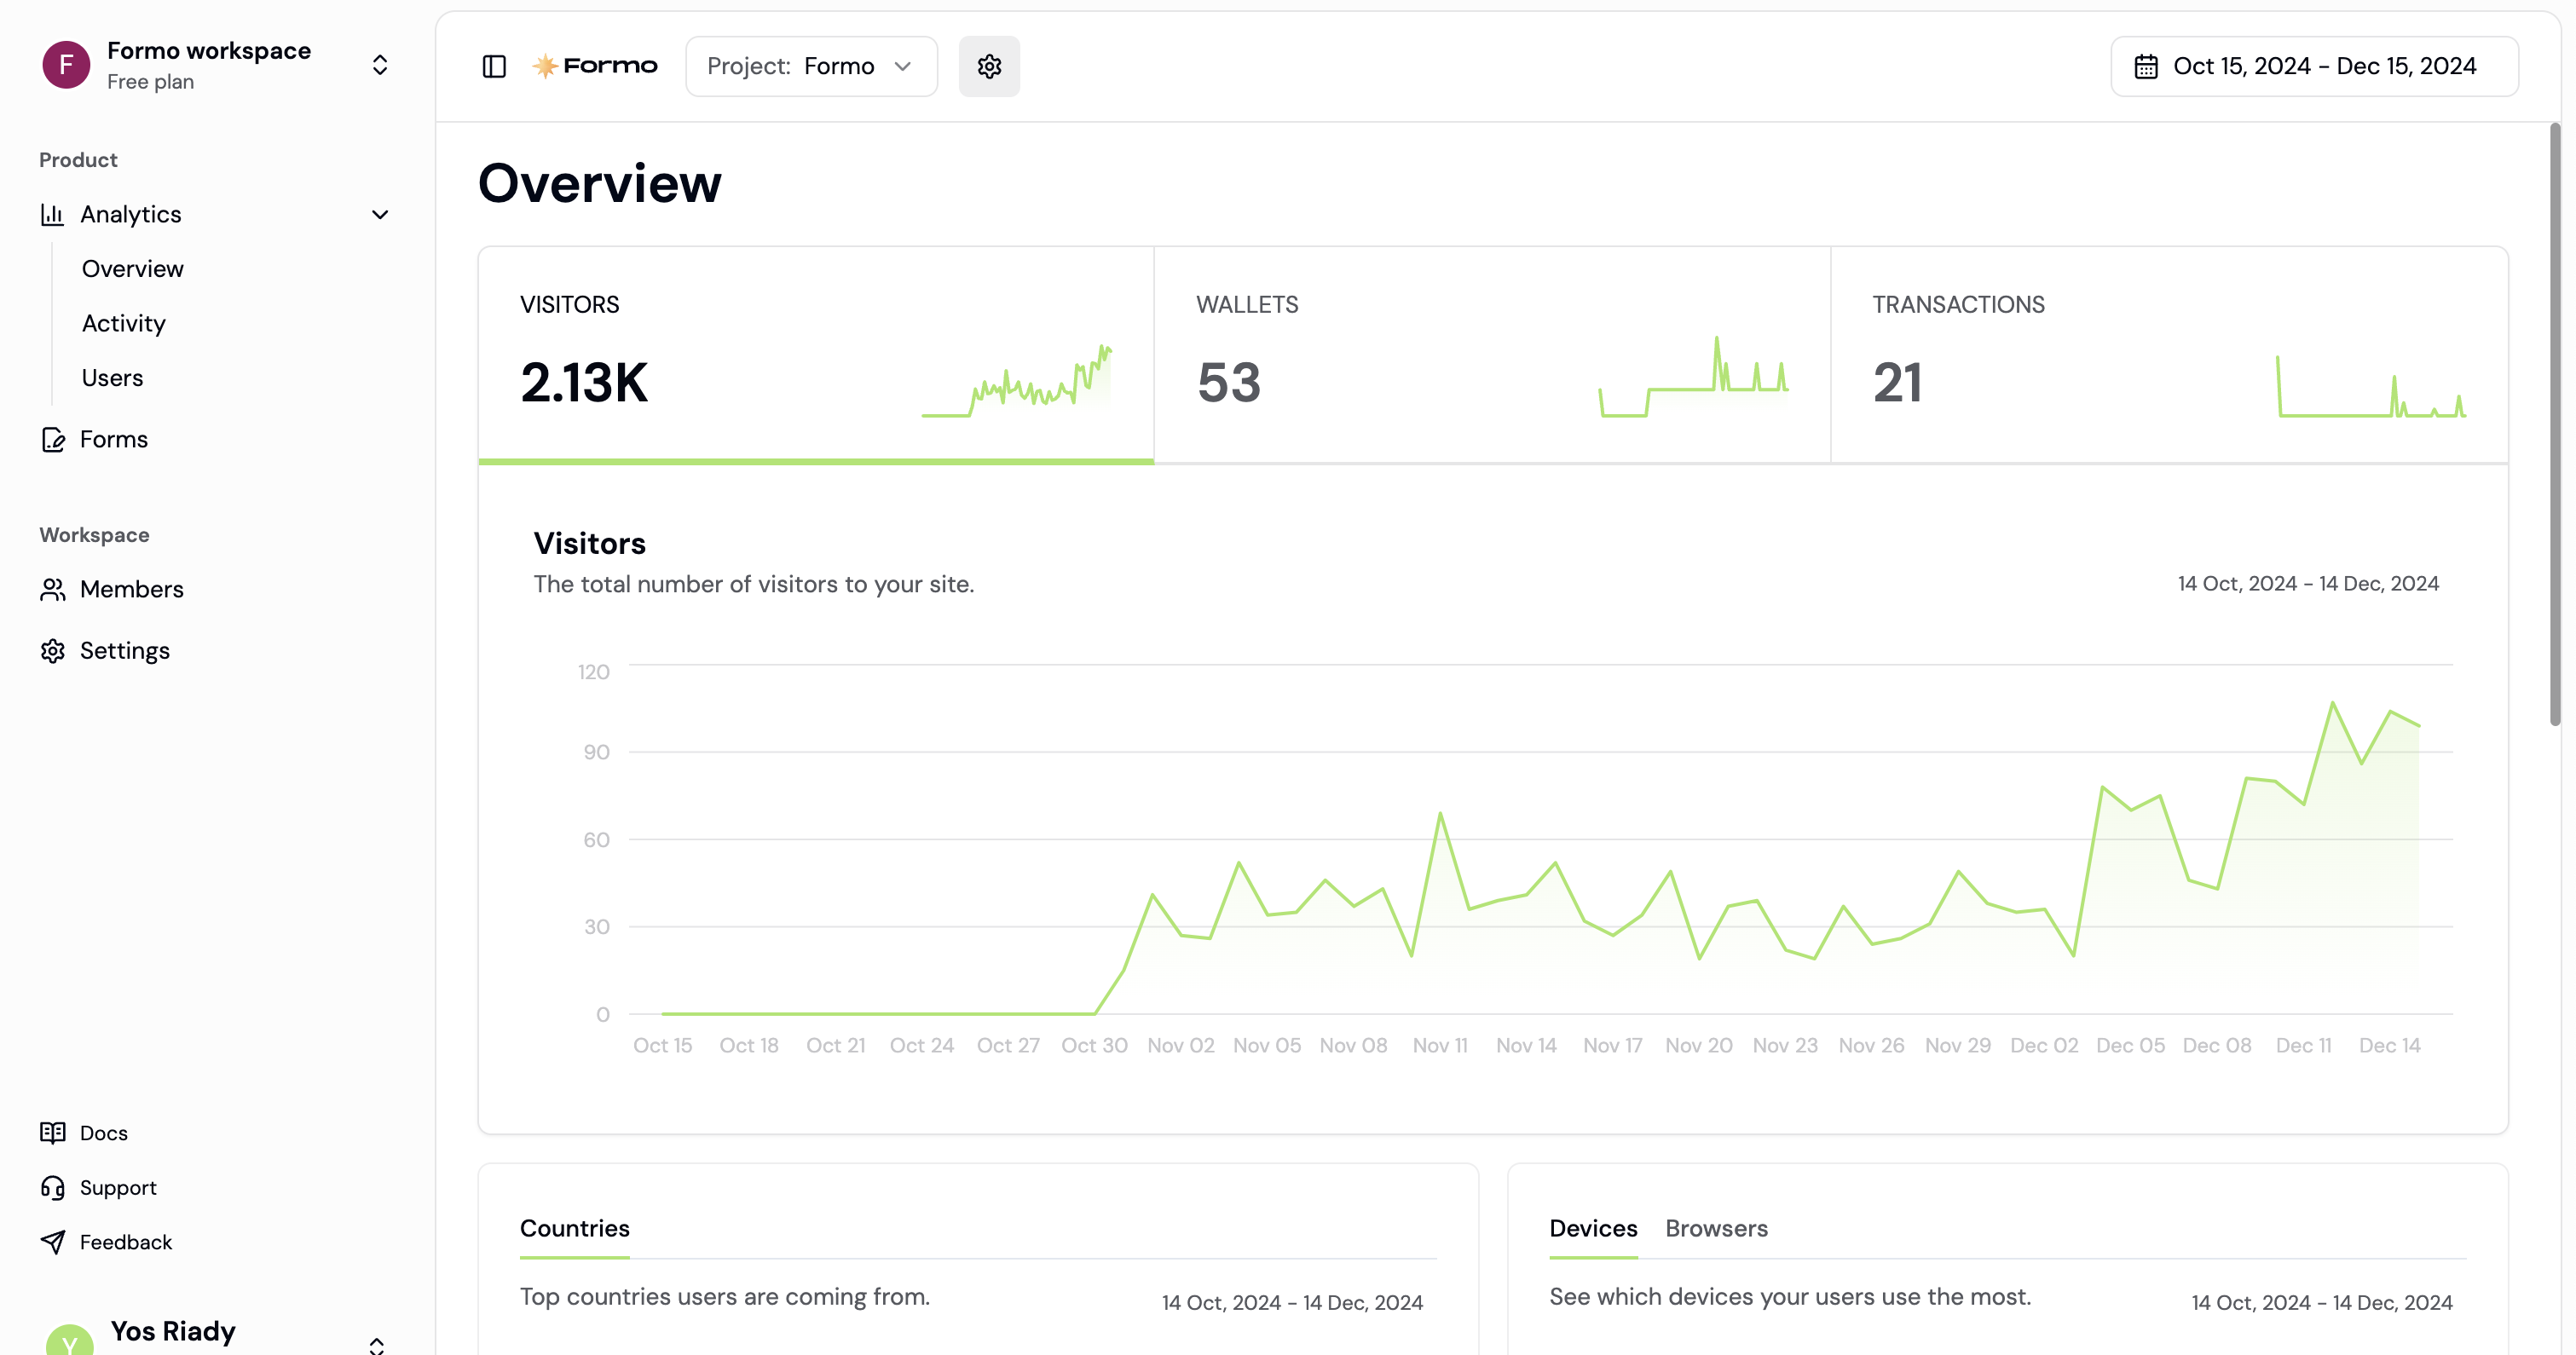 F
Formo workspace
Free plan
Product
Analytics
Overview
Activity
Users
Forms
Workspace
Members
Settings
Docs
Support
Feedback
Y
Yos Riady
Formo
Project: Formo
Oct 15, 2024 - Dec 15, 2024
Overview
VISITORS
2.13K
WALLETS
53
TRANSACTIONS
21
Visitors
The total number of visitors to your site.
14 Oct, 2024 - 14 Dec, 2024
120
90
60
30
0
Oct 15 Oct 18 Oct 21 Oct 24 Oct 27 Oct 30 Nov 02 Nov 05 Nov 08 Nov 11 Nov 14 Nov 17 Nov 20 Nov 23 Nov 26 Nov 29 Dec 02 Dec 05 Dec 08 Dec 11 Dec 14
Countries
Top countries users are coming from.
14 Oct, 2024 - 14 Dec, 2024
Devices Browsers
See which devices your users use the most.
14 Oct, 2024 - 14 Dec, 2024